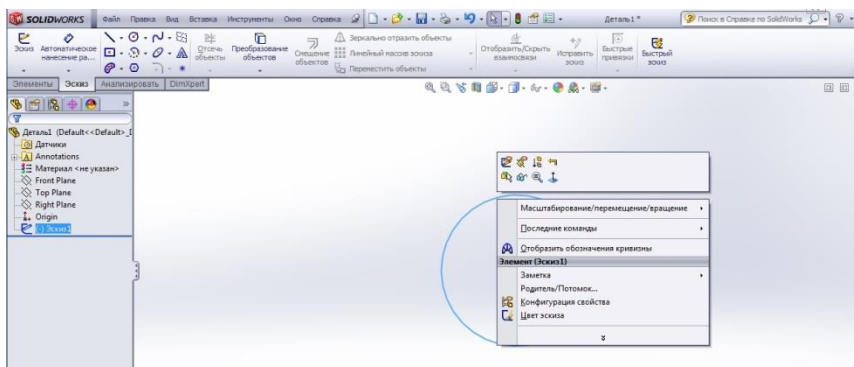 SOLIDWORKS Файл Правка Вид Вставка Инструменты Окно Справка Деталь1 * Поиск в Справке по SolidWorks
Эскиз Автоматическое нанесение ра... Отсечь объекты Преобразование объектов Смещение объектов Зеркально отразить объекты Отобразить/Скрыть взаимосвязи Исправить эскиз Быстрые привязки Быстрый эскиз
Линейный массив эскиза
Переместить объекты
Элементы Эскиз Анализировать DimXpert
Деталь1 (Default<<Default>_D
Датчики
Annotations
Материал <не указан>
Front Plane
Top Plane
Right Plane
Origin
(-) Эскиз1
Масштабирование/перемещение/вращение
Последние команды
Отобразить обозначения кривизны
Элемент (Эскиз1)
Заметка
Родитель/Потомок...
Конфигурация свойства
Цвет эскиза